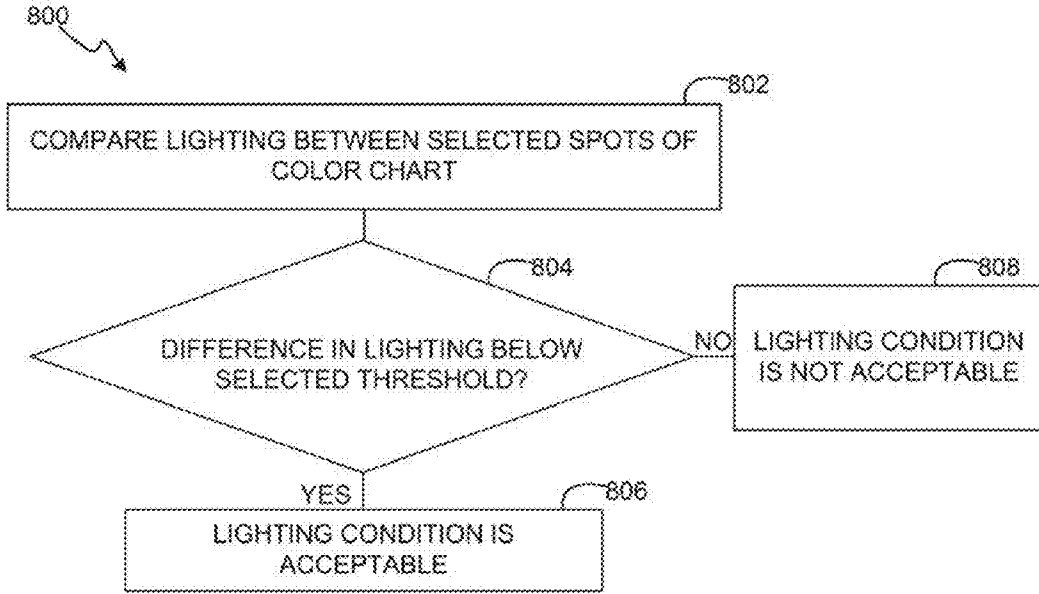 800
802
COMPARE LIGHTING BETWEEN SELECTED SPOTS OF
COLOR CHART
804
808
DIFFERENCE IN LIGHTING BELOW
SELECTED THRESHOLD?
NO
LIGHTING CONDITION
IS NOT ACCEPTABLE
YES
806
LIGHTING CONDITION IS
ACCEPTABLE